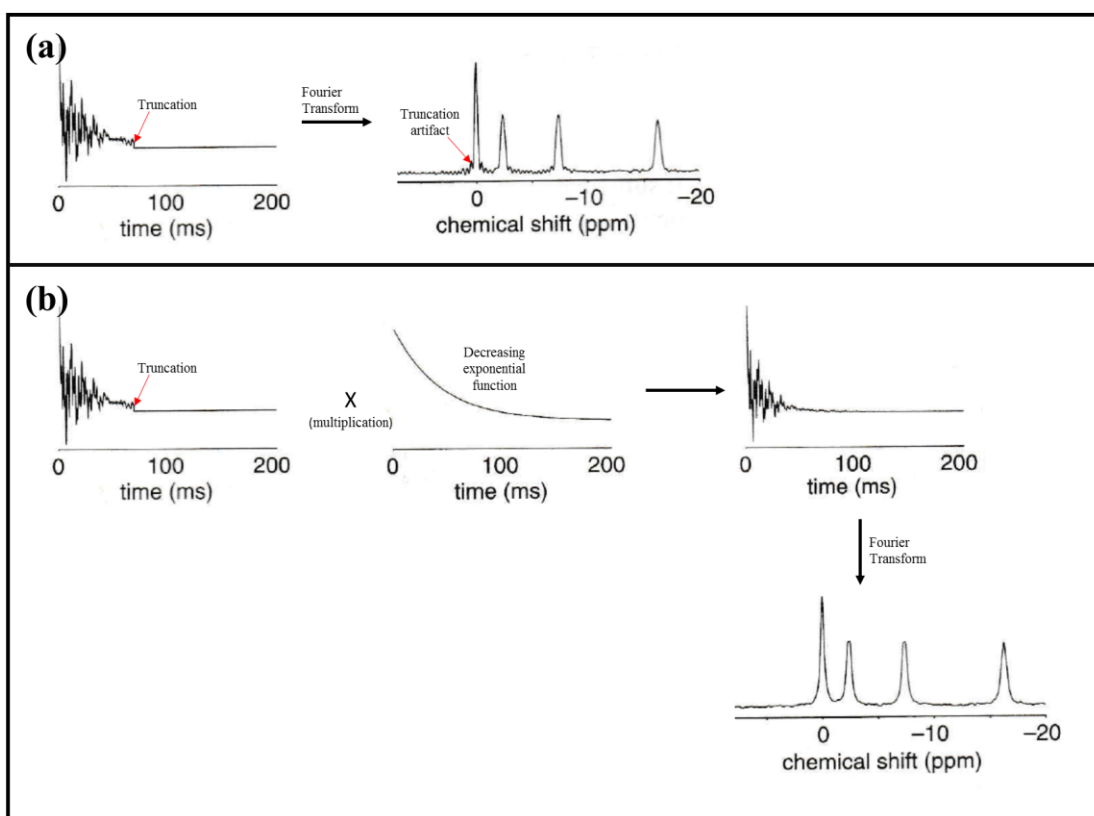 (a)
Truncation
0
100
200
time (ms)
Fourier
Transform
Truncation
artifact
0
−10
−20
chemical shift (ppm)
(b)
Truncation
0
100
200
time (ms)
X
(multiplication)
Decreasing
exponential
function
0
100
200
time (ms)
0
100
200
time (ms)
Fourier
Transform
0
−10
−20
chemical shift (ppm)